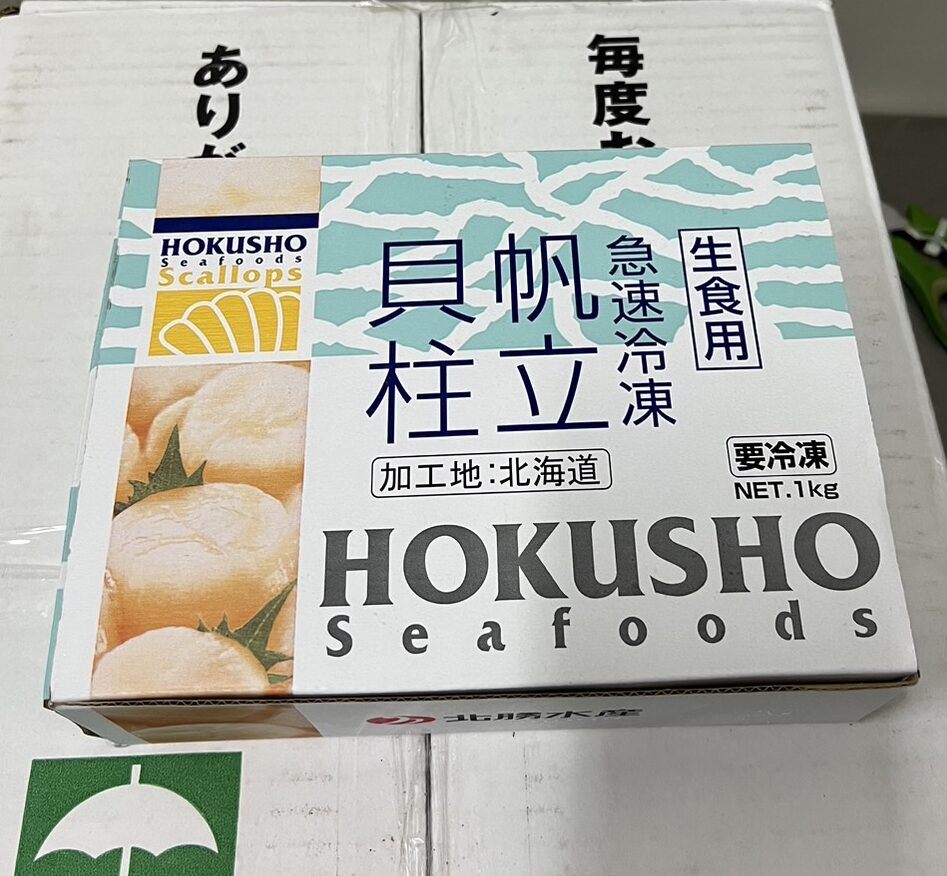 毎度お
ありが
HOKUSHO
Seafoods
Scallops
生食用
急速冷凍
帆立
貝柱
加工地:北海道
要冷凍
NET.1kg
HOKUSHO
Seafoods
北勝水産